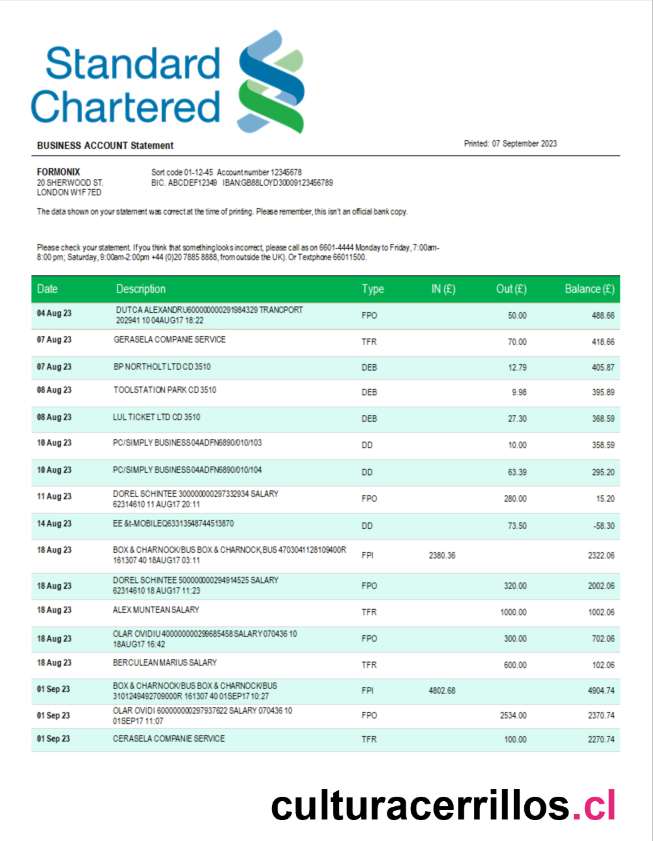 Standard
Chartered
BUSINESS ACCOUNT Statement
Printed: 07 September 2023
FORMONIX
Sort code 01-12-45 Account number 12345678
20 SHERWOOD ST.
BIC. ABCDEF12349 IBANGB88LOYD30009123456789
LONDON W1F 7ED
The data shown on your statement was correct at the time of printing. Please remember, this isn't an official bank copy.
Please check your statement. If you think that something looks incorrect, please call as on 6601-4444 Monday to Friday, 7:00am-
8:00 pm, Saturday, 9:00am-2:00pm +44 (0)20 7885 8888, from outside the UK). Or Textphone 66011500.
Date Description Type IN (£) Out (£) Balance (£)
04 Aug 23 DUTCA ALEXANDRU600000000291984329 TRANCPORT FPO 50.00 488.66
202941 10 04AUG17 18:22
07 Aug 23 GERASELA COMPANIE SERVICE TFR 70.00 418.66
07 Aug 23 BP NORTHOLT LTD CD 3510 DEB 12.79 405.87
08 Aug 23 TOOLSTATION PARK CD 3510 DEB 9.98 395.89
08 Aug 23 LUL TICKET LTD CD 3510 DEB 27.30 368.59
10 Aug 23 PC/SIMPLY BUSINESS04ADFN6890/010/103 DD 10.00 358.59
10 Aug 23 PC/SIMPLY BUSINESS04ADFN6890/010/104 DD 63.39 295.20
11 Aug 23 DOREL SCHINTEE 300000000297332934 SALARY FPO 280.00 15.20
62314610 11 AUG17 20:11
14 Aug 23 EE &t-MOBILEQ63313548744513870 DD 73.50 -58.30
18 Aug 23 BOX & CHARNOCK/BUS BOX & CHARNOCK,BUS 4703041128109400R FPI 2380.36 2322.06
161307 40 18AUG17 03:11
18 Aug 23 DOREL SCHINTEE 500000000294914525 SALARY FPO 320.00 2002.06
62314610 18 AUG17 11:23
18 Aug 23 ALEX MUNTEAN SALARY TFR 1000.00 1002.06
18 Aug 23 OLAR OVIDIU 400000000299685458 SALARY 070436 10 FPO 300.00 702.06
18AUG17 16:42
18 Aug 23 BERCULEAN MARIUS SALARY TFR 600.00 102.06
01 Sep 23 BOX & CHARNOCK/BUS BOX & CHARNOCK/BUS FPI 4802.68 4904.74
3101249492709000R 161307 40 01SEP17 10:27
01 Sep 23 OLAR OVIDI 600000000297937622 SALARY 070436 10 FPO 2534.00 2370.74
01SEP17 11:07
01 Sep 23 CERASELA COMPANIE SERVICE TFR 100.00 2270.74
culturacerrillos.cl